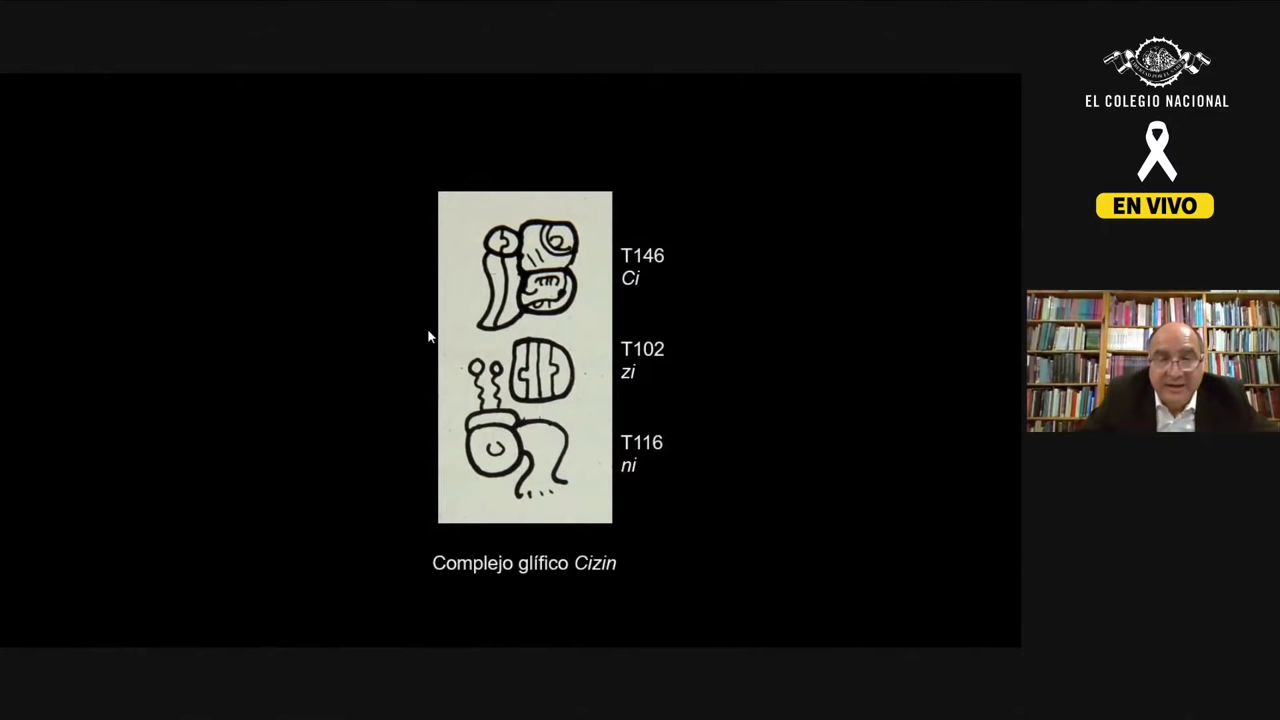 EL COLEGIO NACIONAL
EN VIVO
T146
Ci
T102
zi
T116
ni
Complejo glífico Cizin